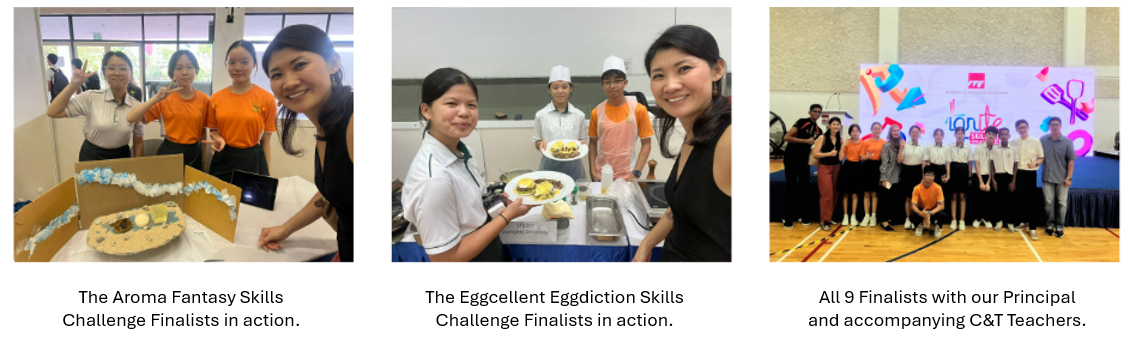 The Aroma Fantasy Skills
Challenge Finalists in action.
The Eggcellent Eggdiction Skills
Challenge Finalists in action.
ignite
All 9 Finalists with our Principal
and accompanying C&T Teachers.